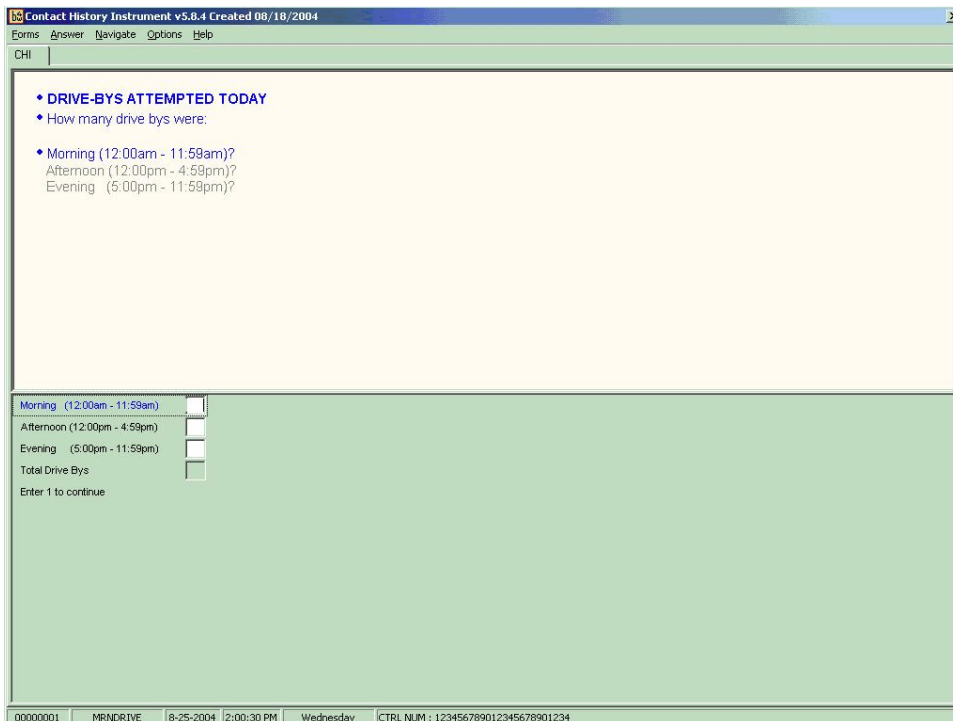 Contact History Instrument v5.8.4 Created 08/18/2004
Forms Answer Navigate Options Help
CHI
DRIVE-BYS ATTEMPTED TODAY
How many drive bys were:
Morning (12:00am - 11:59am)?
Afternoon (12:00pm - 4:59pm)?
Evening (5:00pm - 11:59pm)?
Morning (12:00am - 11:59am)
Afternoon (12:00pm - 4:59pm)
Evening (5:00pm - 11:59pm)
Total Drive Bys
Enter 1 to continue
00000001 MRNDRIVE 8-25-2004 2:00:30 PM Wednesday CTRL NUM : 123456789012345678901234